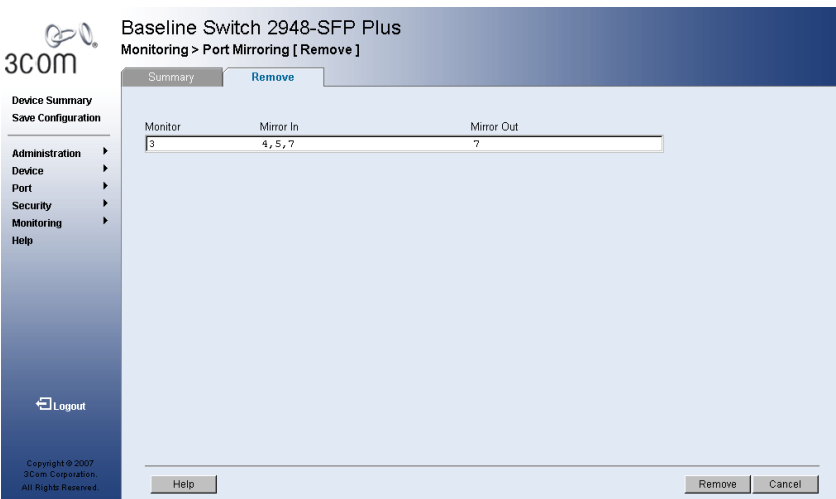 3COM
Baseline Switch 2948-SFP Plus
Monitoring > Port Mirroring [ Remove ]
Summary
Remove
Device Summary
Save Configuration
Administration
Device
Port
Security
Monitoring
Help
Monitor Mirror In Mirror Out
3 4,5,7 7
Logout
Copyright © 2007
3Com Corporation.
All Rights Reserved.
Help
Remove
Cancel